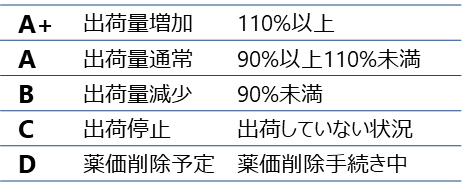 A+ 出荷量増加 110%以上
A 出荷量通常 90%以上110%未満
B 出荷量減少 90%未満
C 出荷停止 出荷していない状況
D 薬価削除予定 薬価削除手続き中